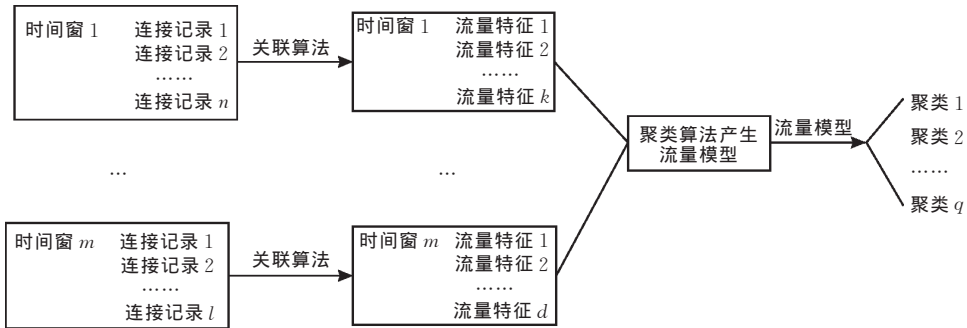 时间窗 1 连接记录 1
连接记录 2
……
连接记录 n
关联算法
时间窗 1 流量特征 1
流量特征 2
……
流量特征 k
…
…
时间窗 m 连接记录 1
连接记录 2
……
连接记录 l
关联算法
时间窗 m 流量特征 1
流量特征 2
……
流量特征 d
聚类算法产生
流量模型
流量模型
聚类 1
聚类 2
……
聚类 q